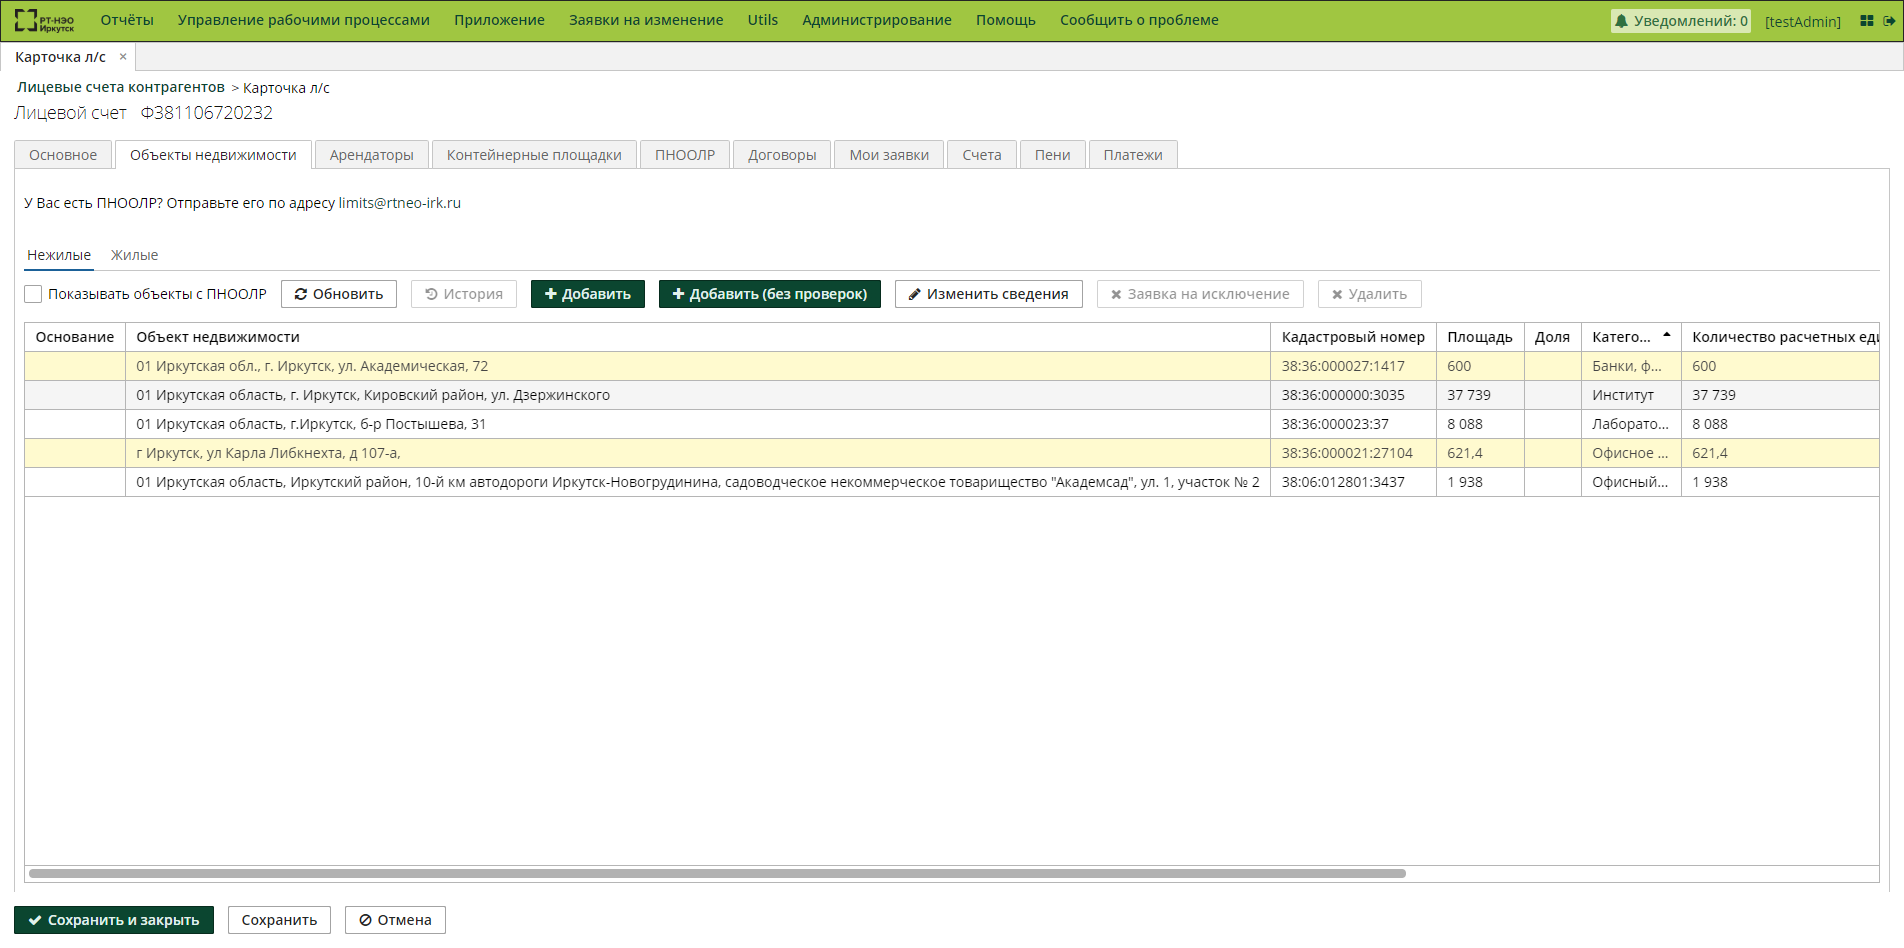 РТ-НЭО Иркутск Отчёты Управление рабочими процессами Приложение Заявки на изменение Utils Администрирование Помощь Сообщить о проблеме Уведомлений: 0 [testAdmin]
Карточка л/с ×
Лицевые счета контрагентов > Карточка л/с
Лицевой счет Ф381106720232
Основное Объекты недвижимости Арендаторы Контейнерные площадки ПНООЛР Договоры Мои заявки Счета Пени Платежи
У Вас есть ПНООЛР? Отправьте его по адресу limits@rtneo-irk.ru
Нежилые Жилые
Показывать объекты с ПНООЛР Обновить История Добавить Добавить (без проверок) Изменить сведения Заявка на исключение Удалить
Основание Объект недвижимости Кадастровый номер Площадь Доля Катего... Количество расчетных еди
01 Иркутская обл., г. Иркутск, ул. Академическая, 72 38:36:000027:1417 600 Банки, ф... 600
01 Иркутская область, г. Иркутск, Кировский район, ул. Дзержинского 38:36:000000:3035 37 739 Институт 37 739
01 Иркутская область, г.Иркутск, б-р Постышева, 31 38:36:000023:37 8 088 Лаборато... 8 088
г Иркутск, ул Карла Либкнехта, д 107-а, 38:36:000021:27104 621,4 Офисное ... 621,4
01 Иркутская область, Иркутский район, 10-й км автодороги Иркутск-Новогрудинина, садоводческое некоммерческое товарищество "Академсад", ул. 1, участок № 2 38:06:012801:3437 1 938 Офисный... 1 938
Сохранить и закрыть Сохранить Отмена